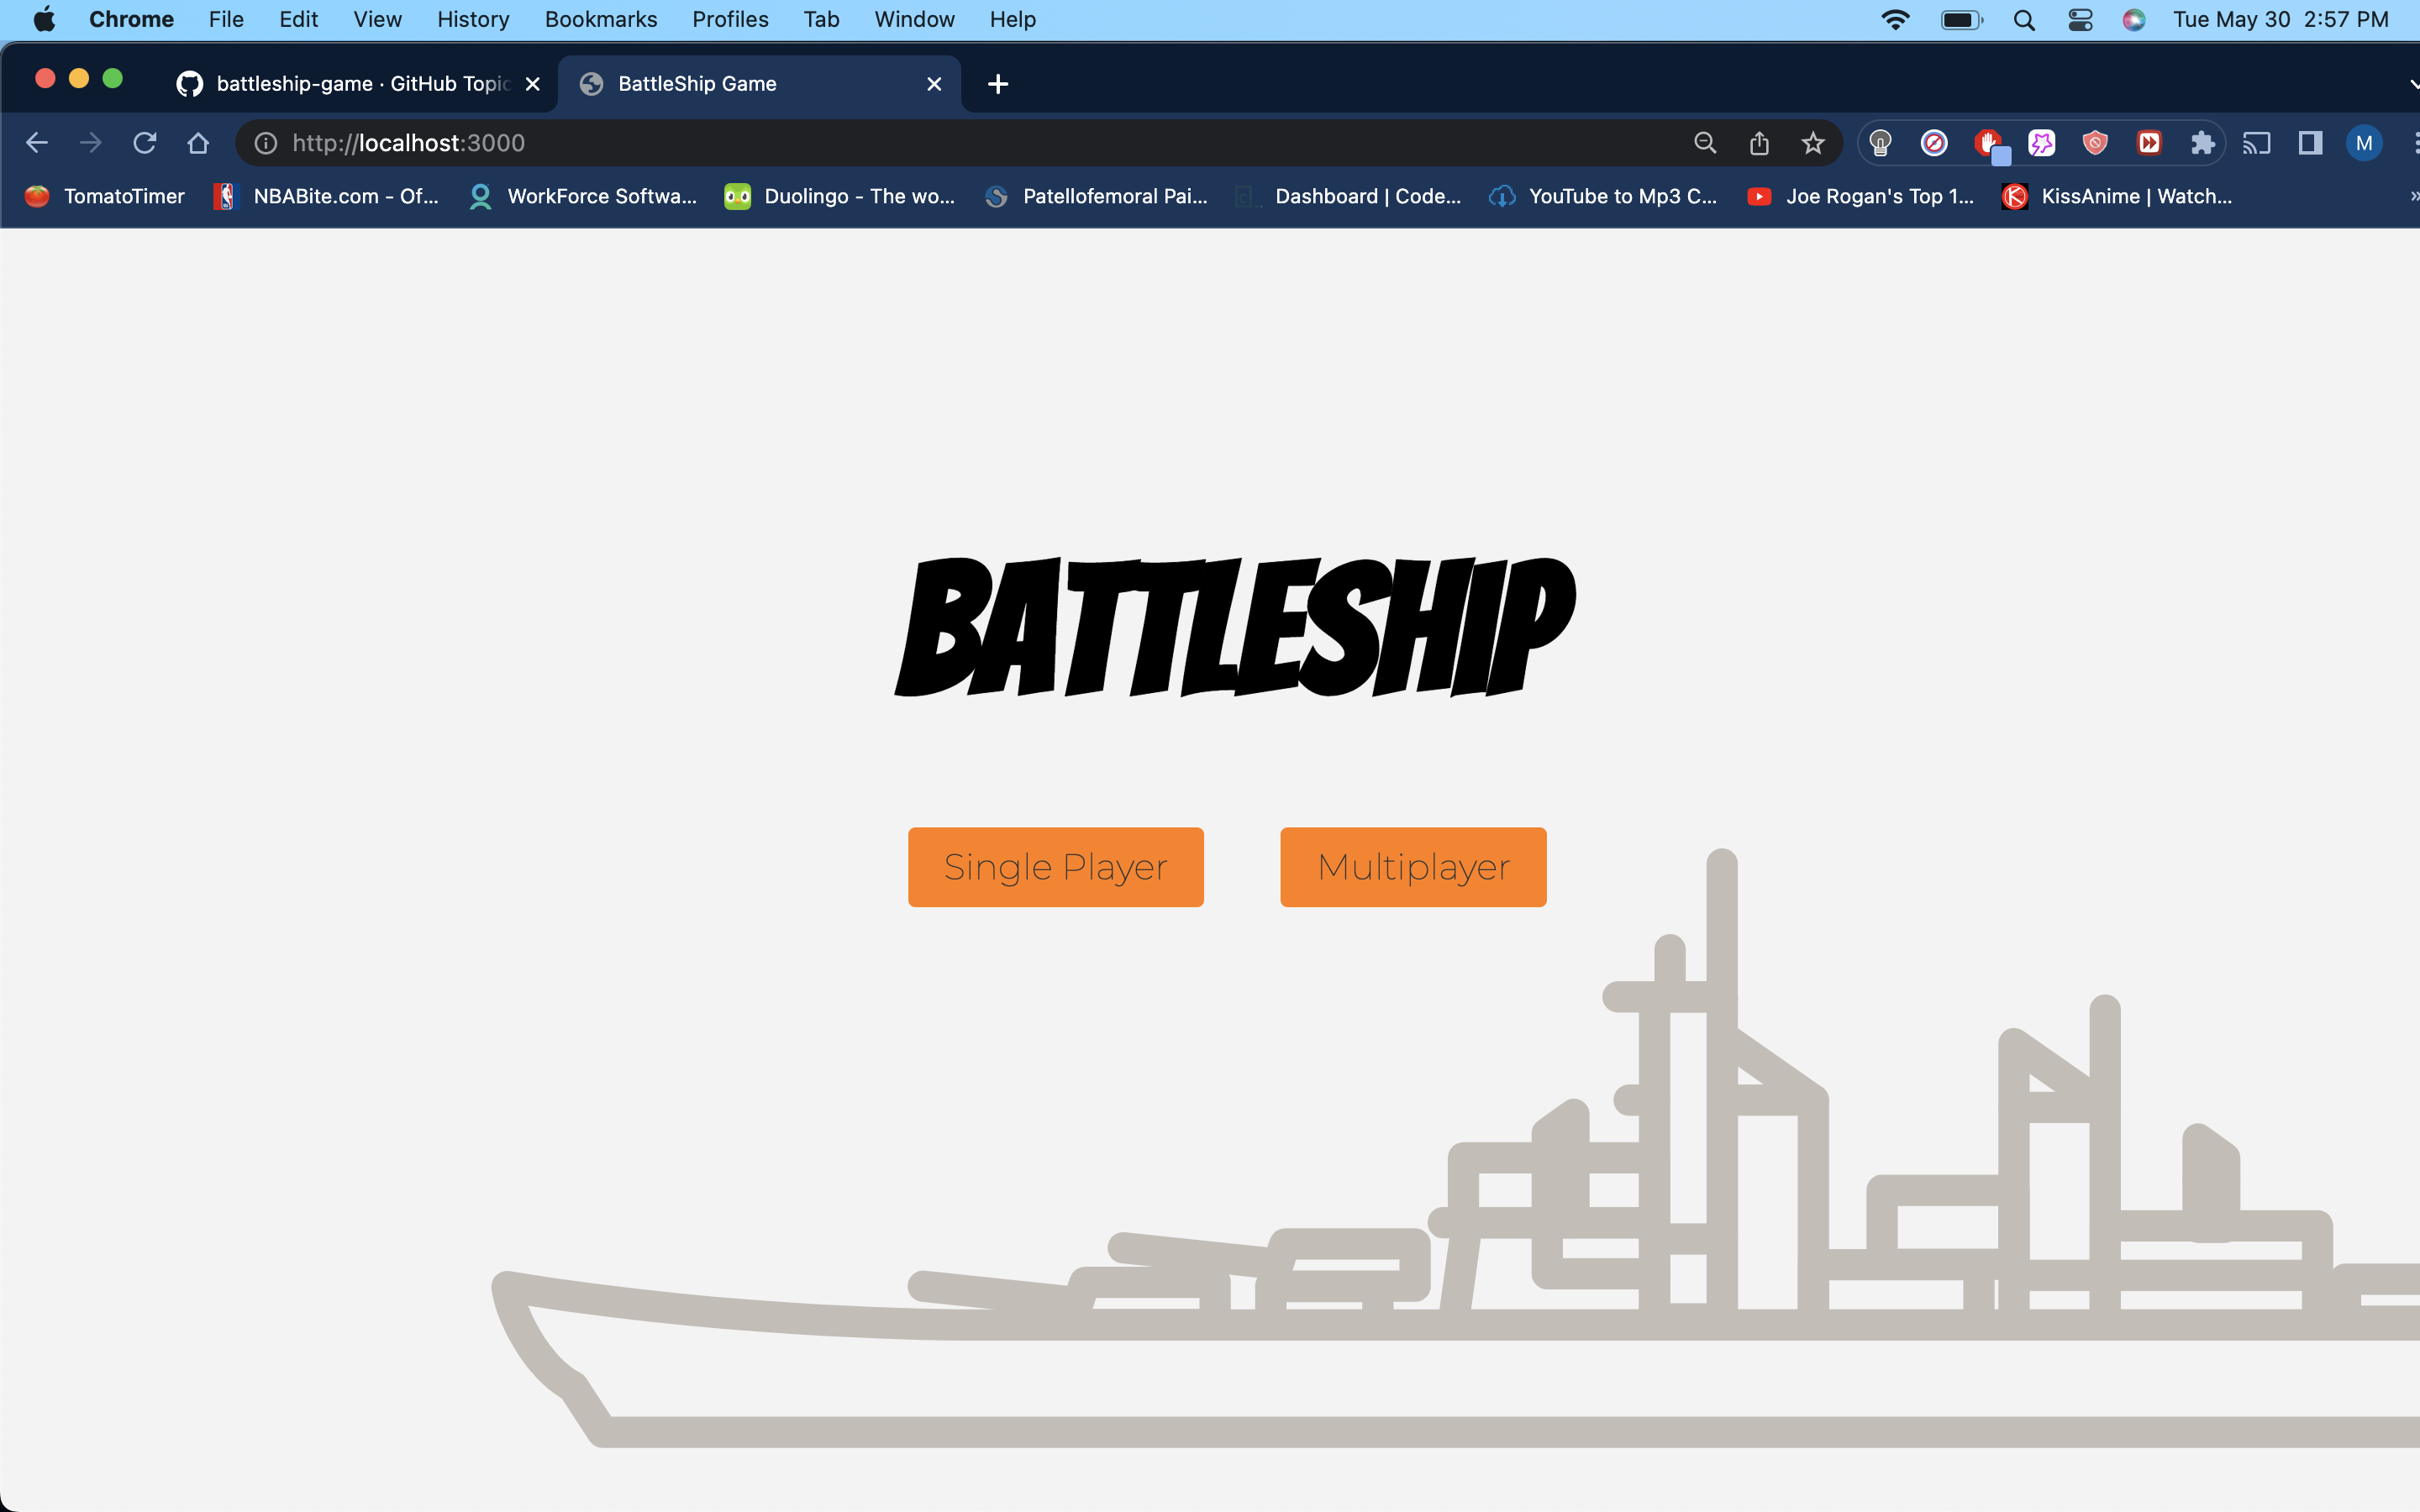 Chrome File Edit View History Bookmarks Profiles Tab Window Help Tue May 30 2:57 PM
battleship-game · GitHub Topic BattleShip Game
http://localhost:3000 M
TomatoTimer NBABite.com - Of... WorkForce Softwa... Duolingo - The wo... Patellofemoral Pai... Dashboard | Code... YouTube to Mp3 C... Joe Rogan's Top 1... KissAnime | Watch... »
BATTLESHIP
Single Player Multiplayer